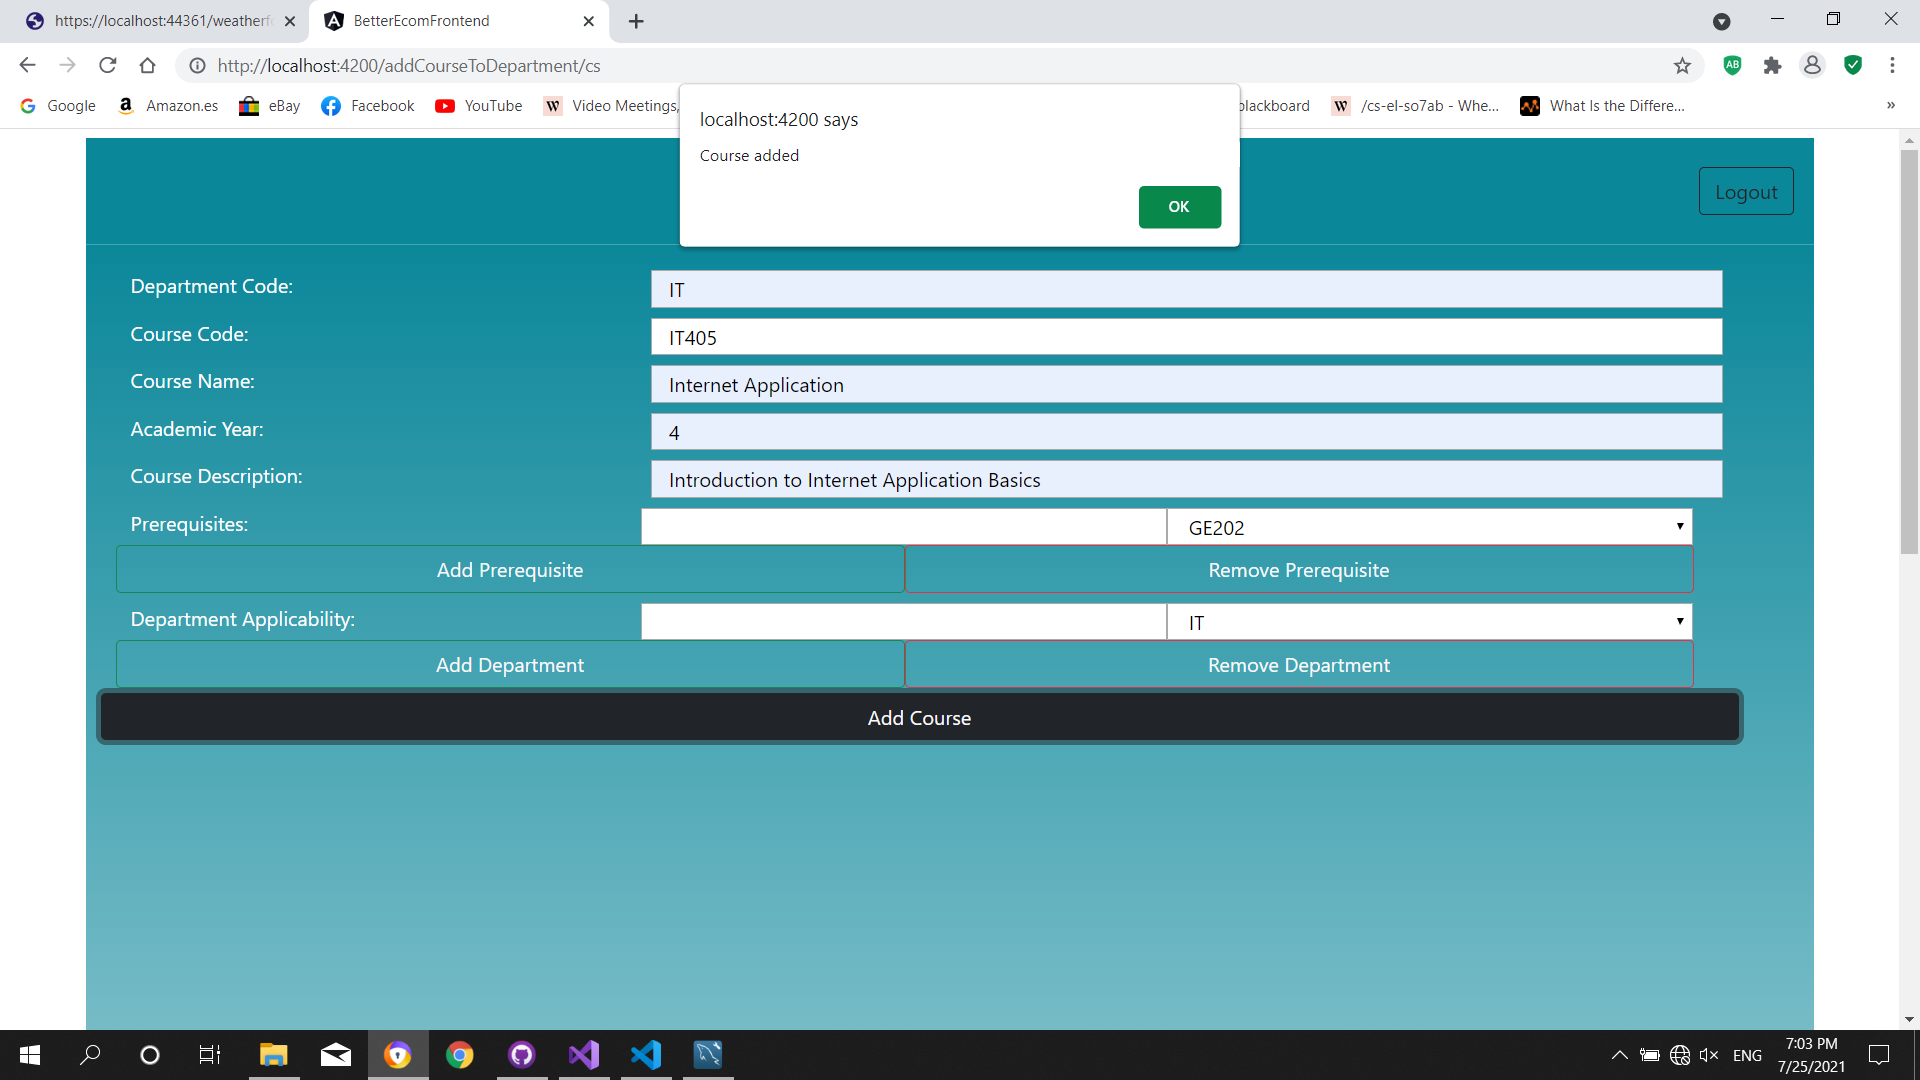 https://localhost:44361/weatherf
BetterEcomFrontend
http://localhost:4200/addCourseToDepartment/cs
AB
Google
Amazon.es
eBay
Facebook
YouTube
Video Meetings,
blackboard
/cs-el-so7ab - Whe...
What Is the Differe...
»
localhost:4200 says
Course added
OK
Logout
Department Code:
IT
Course Code:
IT405
Course Name:
Internet Application
Academic Year:
4
Course Description:
Introduction to Internet Application Basics
Prerequisites:
GE202
Add Prerequisite
Remove Prerequisite
Department Applicability:
IT
Add Department
Remove Department
Add Course
ENG
7:03 PM
7/25/2021